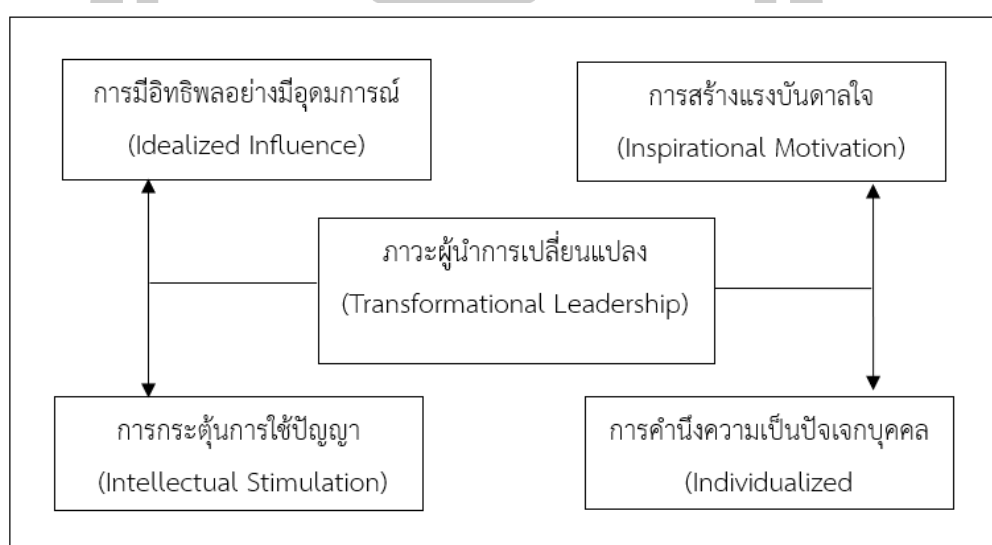 การมีอิทธิพลอย่างมีอุดมการณ์
(Idealized Influence)
การสร้างแรงบันดาลใจ
(Inspirational Motivation)
ภาวะผู้นำการเปลี่ยนแปลง
(Transformational Leadership)
การกระตุ้นการใช้ปัญญา
(Intellectual Stimulation)
การคำนึงความเป็นปัจเจกบุคคล
(Individualized